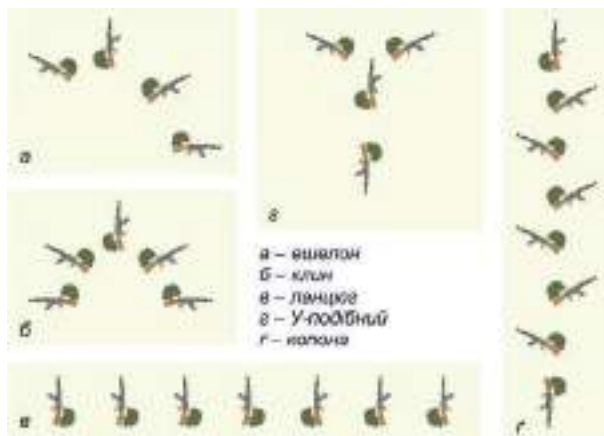 а
г
б
а – ешелон
б – клин
в – ланцюг
г – У-подібний
ґ – колона
в
ґ